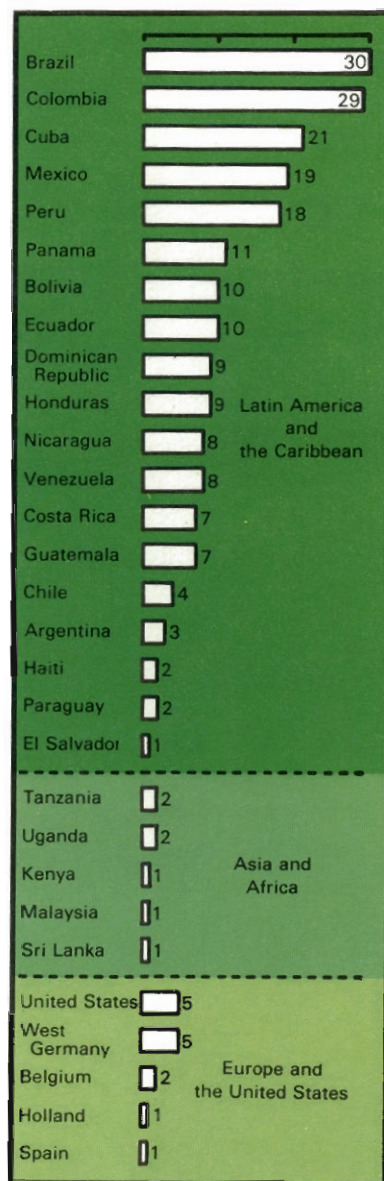 Brazil 30
Colombia 29
Cuba 21
Mexico 19
Peru 18
Panama 11
Bolivia 10
Ecuador 10
Dominican
Republic 9
Honduras 9
Nicaragua 8
Venezuela 8
Costa Rica 7
Guatemala 7
Chile 4
Argentina 3
Haiti 2
Paraguay 2
El Salvador 1
Latin America
and
the Caribbean
Tanzania 2
Uganda 2
Kenya 1
Malaysia 1
Sri Lanka 1
Asia and
Africa
United States 5
West
Germany 5
Belgium 2
Holland 1
Spain 1
Europe and
the United States